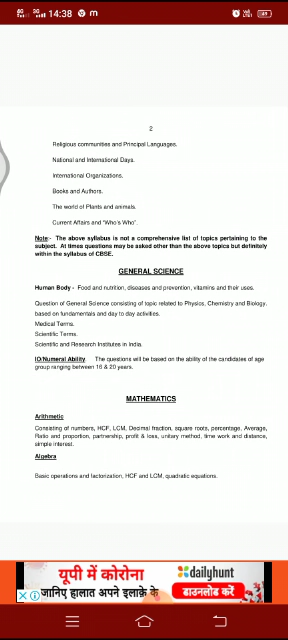 14:38
2
Religious communities and Principal Languages.
National and International Days.
International Organizations.
Books and Authors.
The world of Plants and animals.
Current Affairs and "Who's Who".
Note:- The above syllabus is not a comprehensive list of topics pertaining to the
subject. At times questions may be asked other than the above topics but definitely
within the syllabus of CBSE.
GENERAL SCIENCE
Human Body - Food and nutrition, diseases and prevention, vitamins and their uses.
Question of General Science consisting of topic related to Physics, Chemistry and Biology.
based on fundamentals and day to day activities.
Medical Terms.
Scientific Terms.
Scientific and Research Institutes in India.
IQ/Numeral Ability The questions will be based on the ability of the candidates of age
group ranging between 16 & 20 years.
MATHEMATICS
Arithmetic
Consisting of numbers, HCF, LCM, Decimal fraction, square roots, percentage, Average,
Ratio and proportion, partnership, profit & loss, unitary method, time work and distance,
simple interest.
Algebra
Basic operations and factorization, HCF and LCM, quadratic equations.
यूपी में कोरोना
जानिए हाल अपने इलाक़े के
dailyhunt
डाउनलोड करें